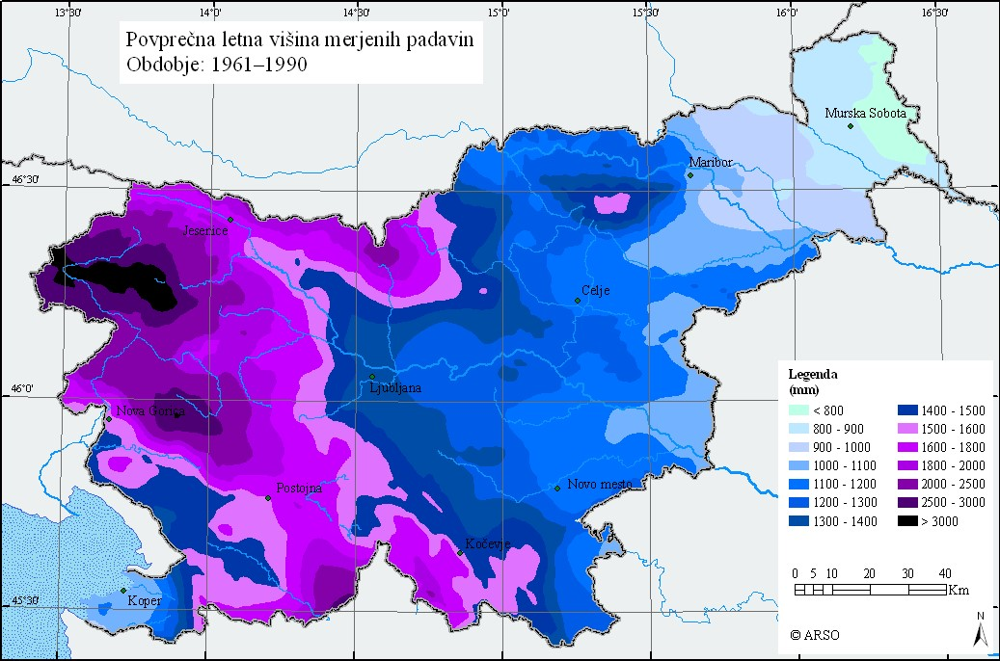 13°30' 14°0' 14°30' 15°0' 15°30' 16°0' 16°30'
Povprečna letna višina merjenih padavin
Obdobje: 1961–1990
Murska Sobota
Maribor
46°30'
Jesenice
Celje
Ljubljana
46°0'
Nova Gorica
Novo mesto
Postojna
Kočevje
Koper
45°30'
Legenda
(mm)
< 800
800 - 900
900 - 1000
1000 - 1100
1100 - 1200
1200 - 1300
1300 - 1400
1400 - 1500
1500 - 1600
1600 - 1800
1800 - 2000
2000 - 2500
2500 - 3000
> 3000
0 5 10 20 30 40
Km
N
© ARSO